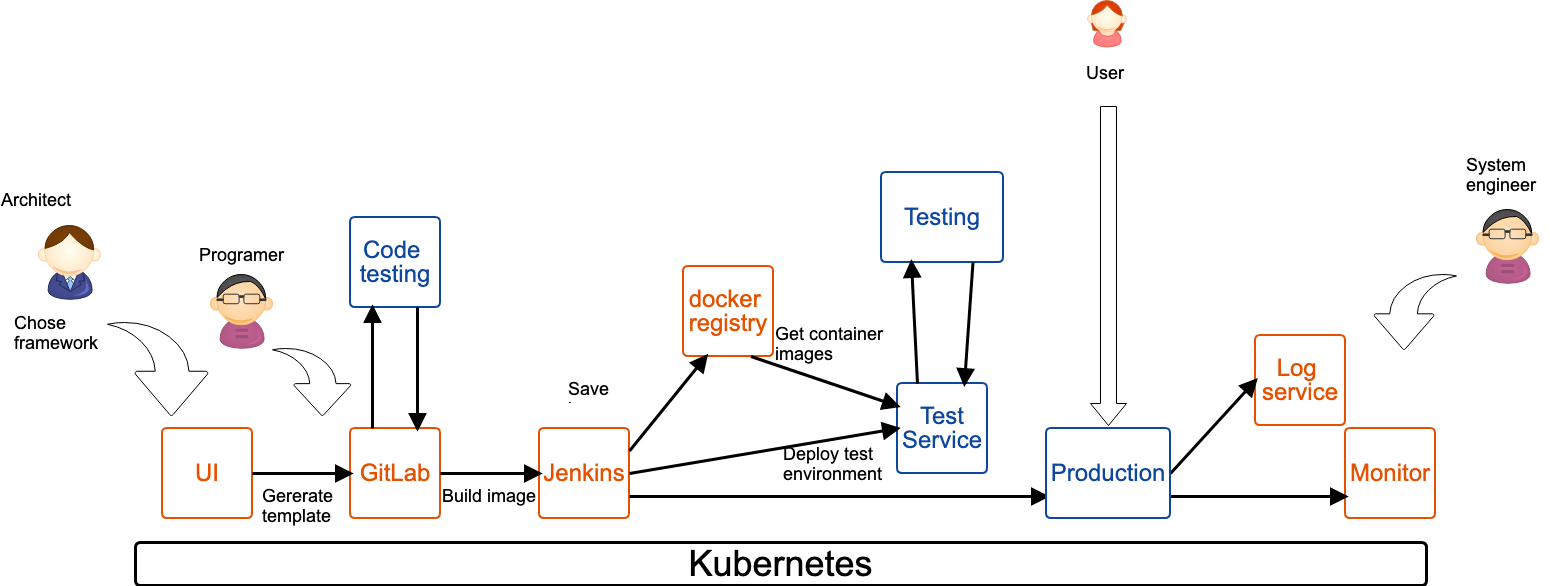 User
System
engineer
Architect
Testing
Programer
Code
testing
docker
registry
Chose
framework
Get container
images
Log
service
Save
Test
Service
Deploy test
environment
UI
GitLab
Jenkins
Production
Monitor
Gererate
template
Build image
Kubernetes